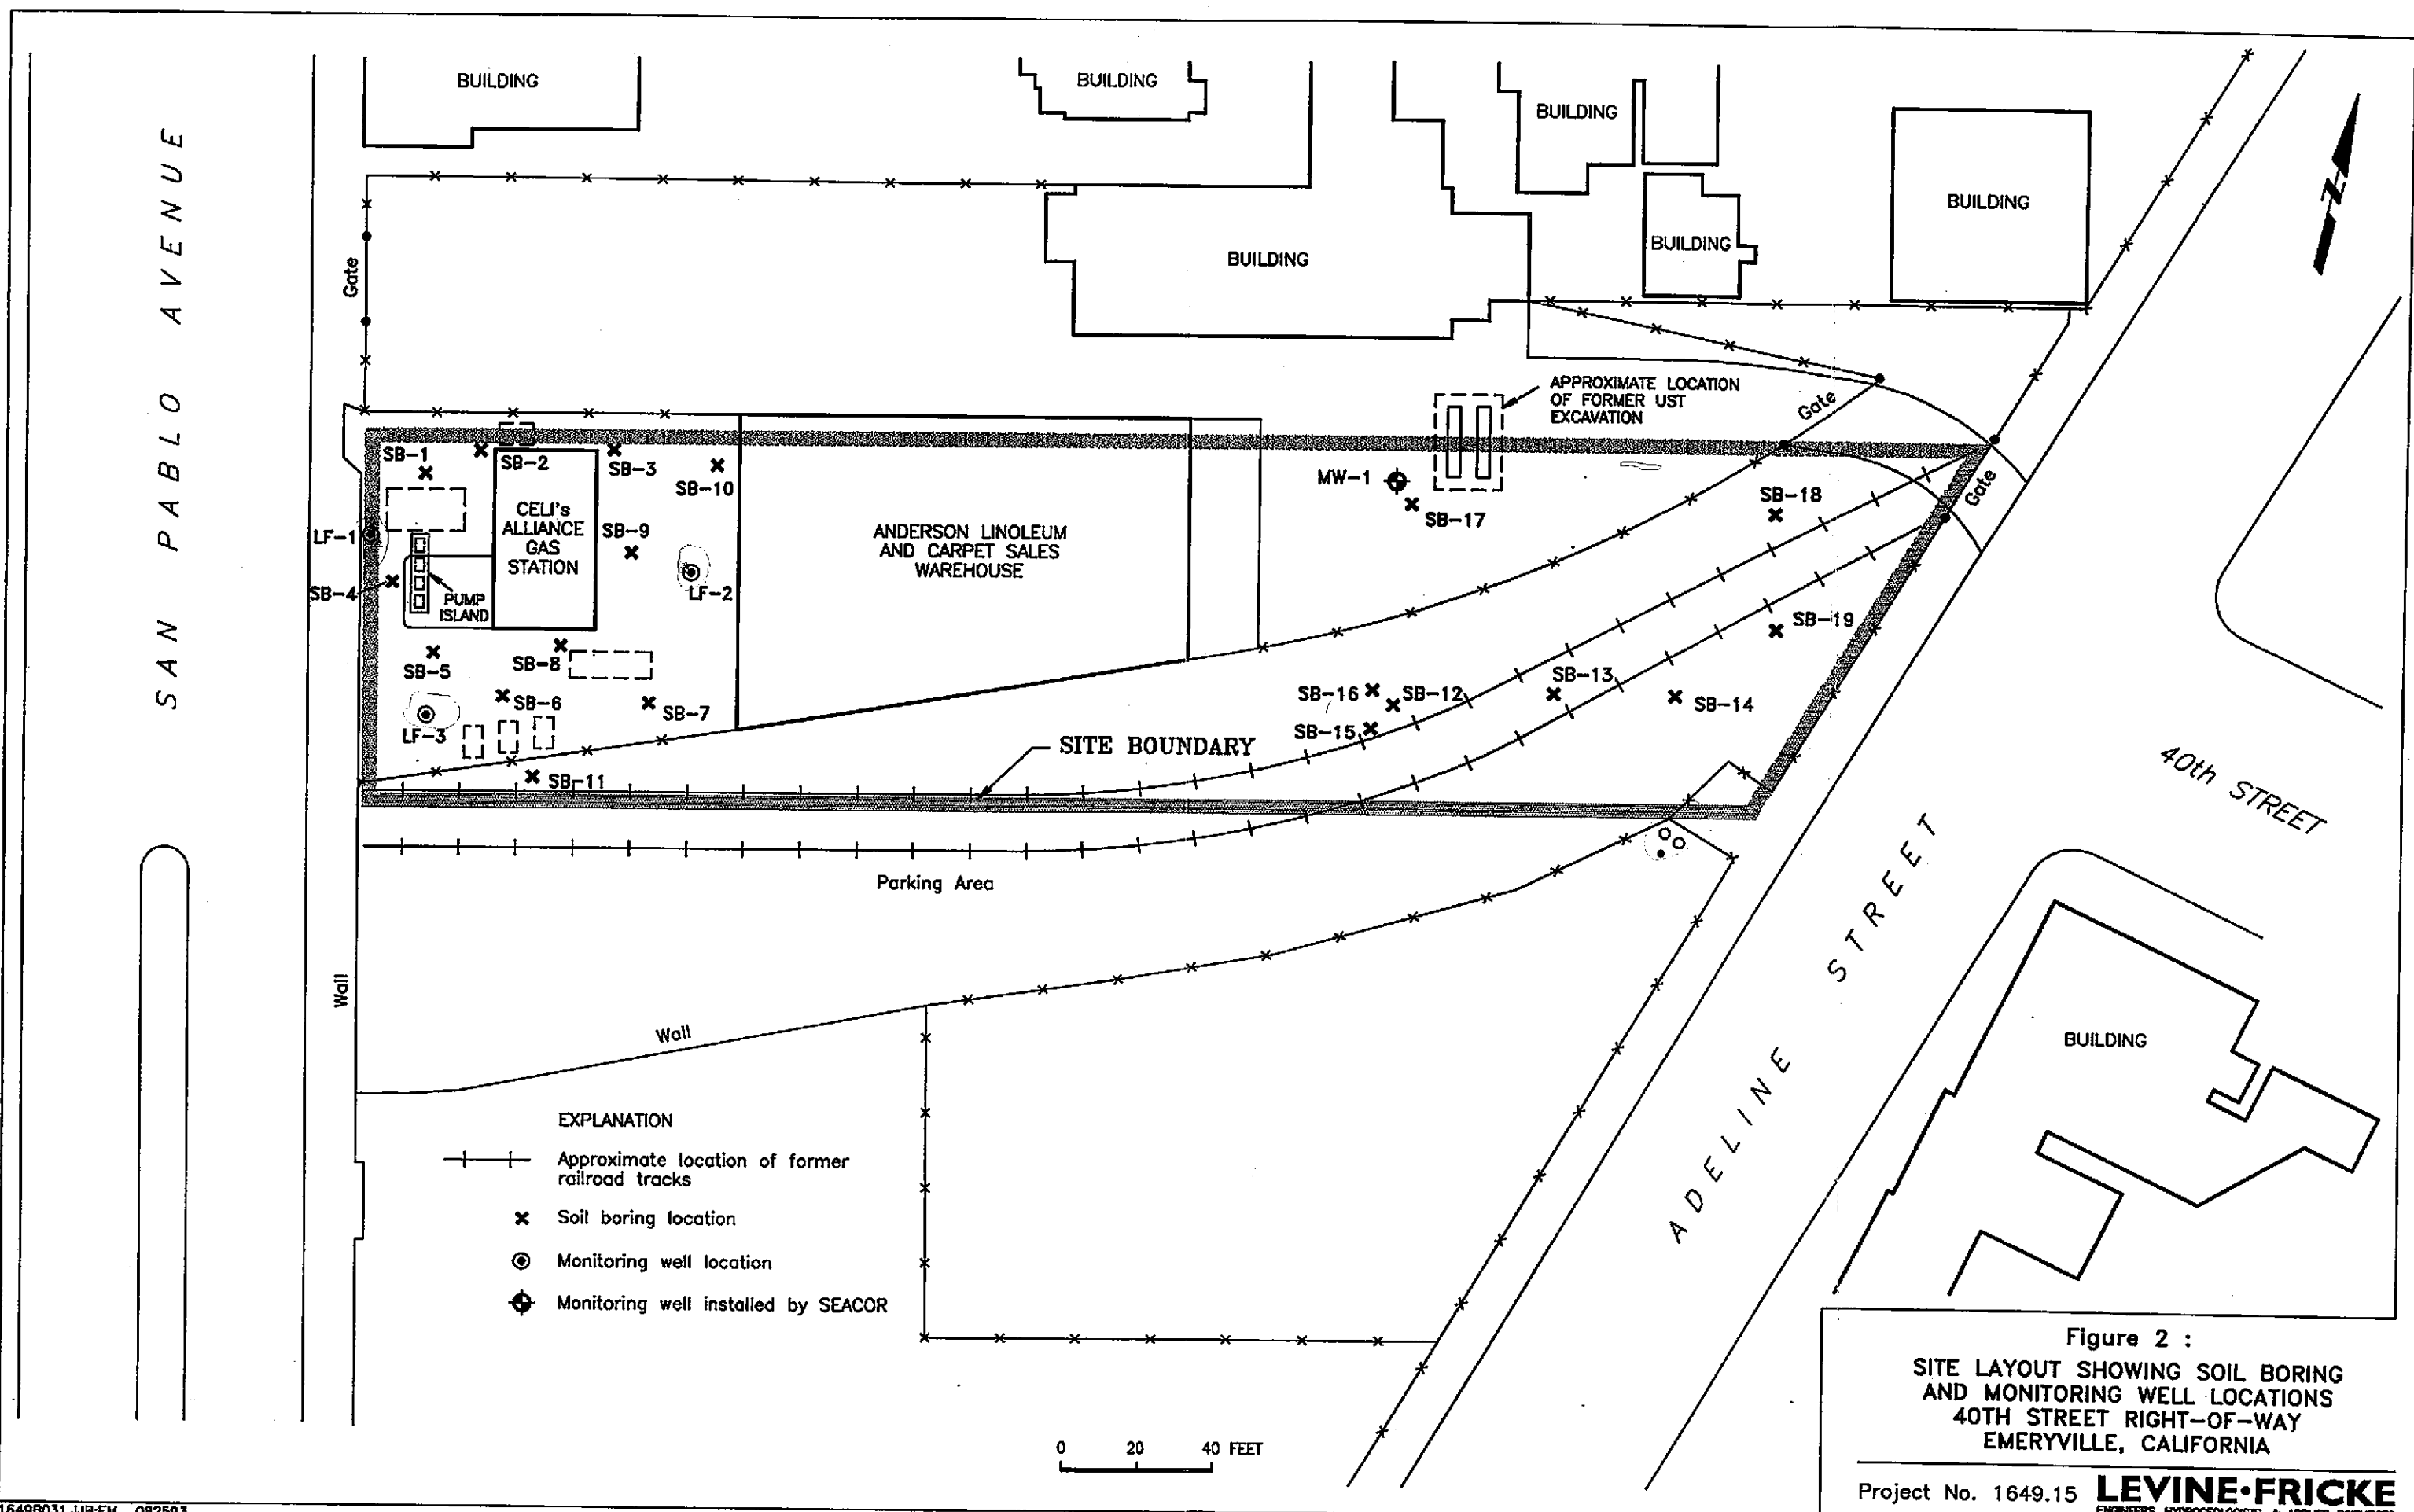 BUILDING
BUILDING
BUILDING
BUILDING
BUILDING
BUILDING
N
SAN PABLO AVENUE
Gate
APPROXIMATE LOCATION
OF FORMER UST
EXCAVATION
Gate
Gate
SB-1
SB-2
SB-3
SB-10
MW-1
SB-17
SB-18
CELI's
ALLIANCE
GAS
STATION
LF-1
SB-9
ANDERSON LINOLEUM
AND CARPET SALES
WAREHOUSE
SB-4
PUMP
ISLAND
LF-2
SB-19
SB-5
SB-8
SB-6
SB-7
LF-3
SB-16
SB-12
SB-13
SB-14
SB-15
SITE BOUNDARY
SB-11
40th STREET
Parking Area
ADELINE STREET
Wall
Wall
BUILDING
EXPLANATION
Approximate location of former
railroad tracks
Soil boring location
Monitoring well location
Monitoring well installed by SEACOR
0 20 40 FEET
Figure 2 :
SITE LAYOUT SHOWING SOIL BORING
AND MONITORING WELL LOCATIONS
40TH STREET RIGHT-OF-WAY
EMERYVILLE, CALIFORNIA
Project No. 1649.15
LEVINE•FRICKE